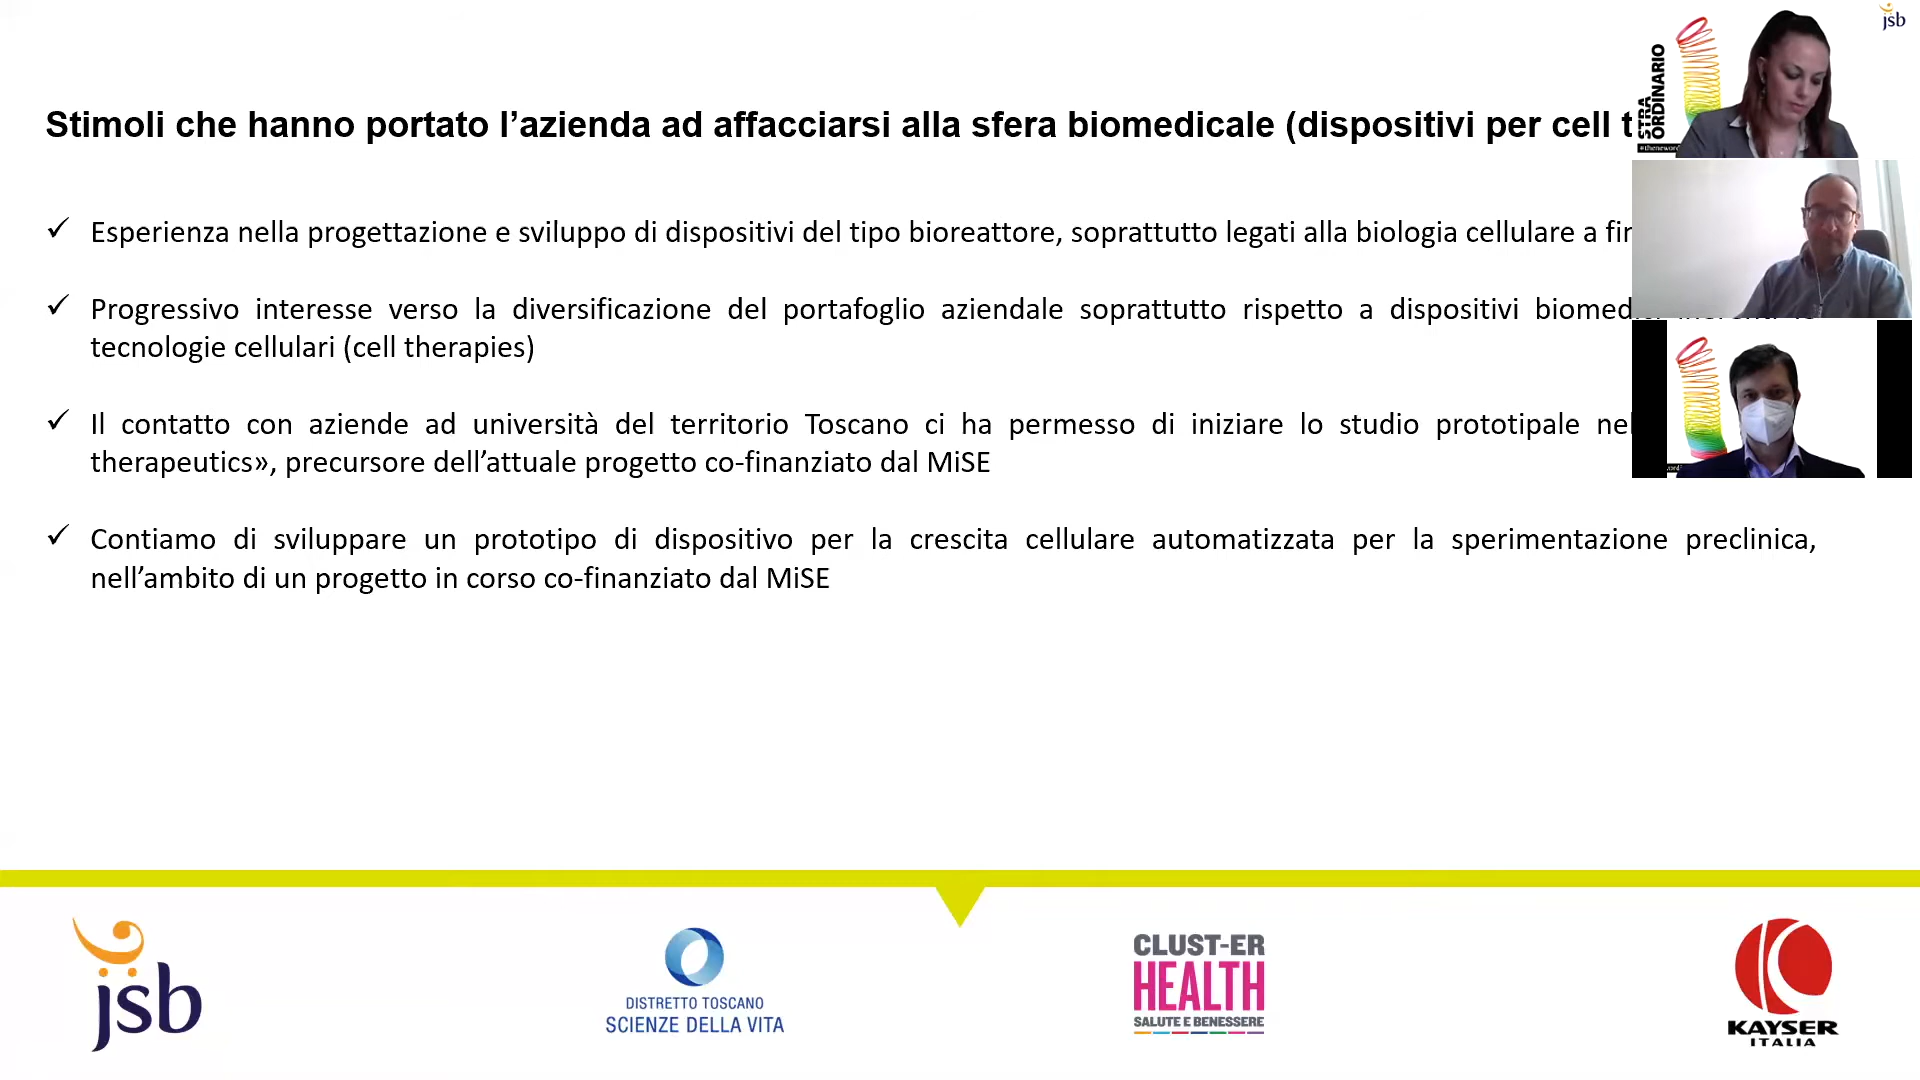 jsb
STRA
ORDINARIO
Stimoli che hanno portato l’azienda ad affacciarsi alla sfera biomedicale (dispositivi per cell
✓ Esperienza nella progettazione e sviluppo di dispositivi del tipo bioreattore, soprattutto legati alla biologia cellulare a
✓ Progressivo interesse verso la diversificazione del portafoglio aziendale soprattutto rispetto a dispositivi
tecnologie cellulari (cell therapies)
✓ Il contatto con aziende ad università del territorio Toscano ci ha permesso di iniziare lo studio prototipale
therapeutics», precursore dell’attuale progetto co-finanziato dal MiSE
✓ Contiamo di sviluppare un prototipo di dispositivo per la crescita cellulare automatizzata per la sperimentazione preclinica,
nell’ambito di un progetto in corso co-finanziato dal MiSE
jsb
DISTRETTO TOSCANO
SCIENZE DELLA VITA
CLUST-ER
HEALTH
SALUTE E BENESSERE
KAYSER
ITALIA